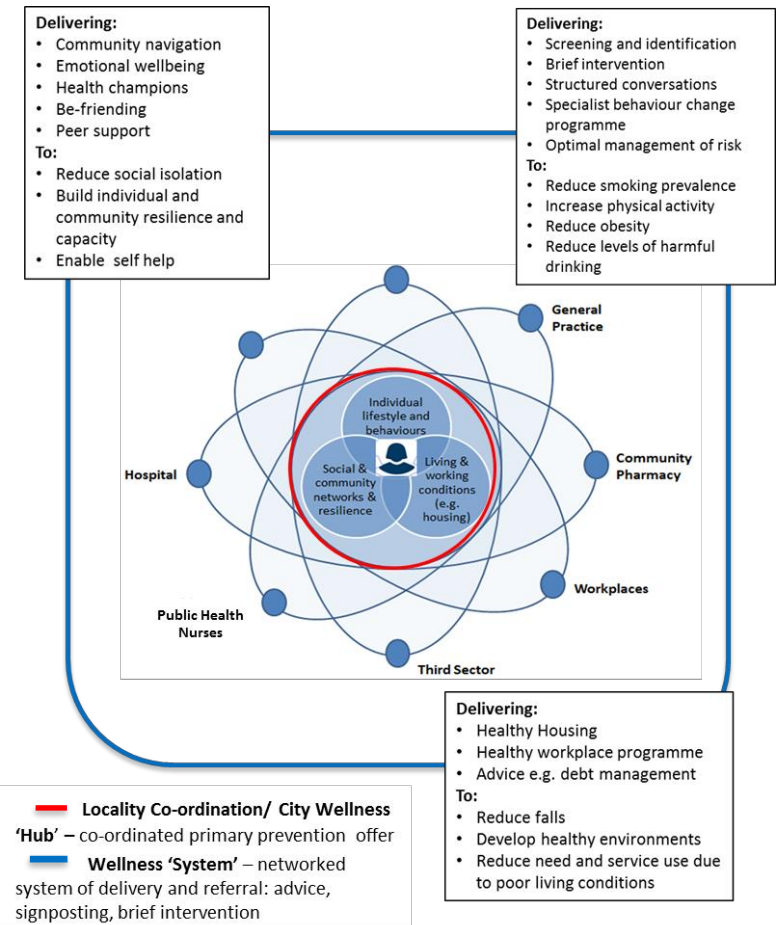 Delivering:
• Community navigation
• Emotional wellbeing
• Health champions
• Be-friending
• Peer support
To:
• Reduce social isolation
• Build individual and
community resilience and
capacity
• Enable self help
Delivering:
• Screening and identification
• Brief intervention
• Structured conversations
• Specialist behaviour change
programme
• Optimal management of risk
To:
• Reduce smoking prevalence
• Increase physical activity
• Reduce obesity
• Reduce levels of harmful
drinking
General
Practice
Individual
lifestyle and
behaviours
Social &
community
networks &
resilience
Living &
working
conditions
(e.g.
housing)
Hospital
Community
Pharmacy
Workplaces
Public Health
Nurses
Third Sector
Delivering:
• Healthy Housing
• Healthy workplace programme
• Advice e.g. debt management
To:
• Reduce falls
• Develop healthy environments
• Reduce need and service use due
to poor living conditions
Locality Co-ordination/ City Wellness
'Hub' – co-ordinated primary prevention offer
Wellness 'System' – networked
system of delivery and referral: advice,
signposting, brief intervention